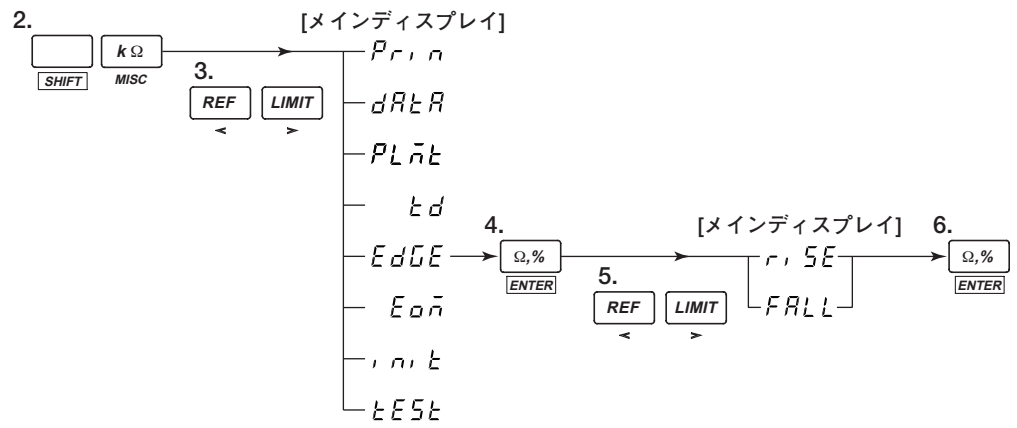 2.
[メインディスプレイ]
kΩ
SHIFT
MISC
3.
REF
LIMIT
<
>
Prin
dAtA
PLmt
td
EdGE
Eom
init
tESt
4.
Ω,%
ENTER
5.
REF
LIMIT
<
>
[メインディスプレイ]
riSE
FALL
6.
Ω,%
ENTER